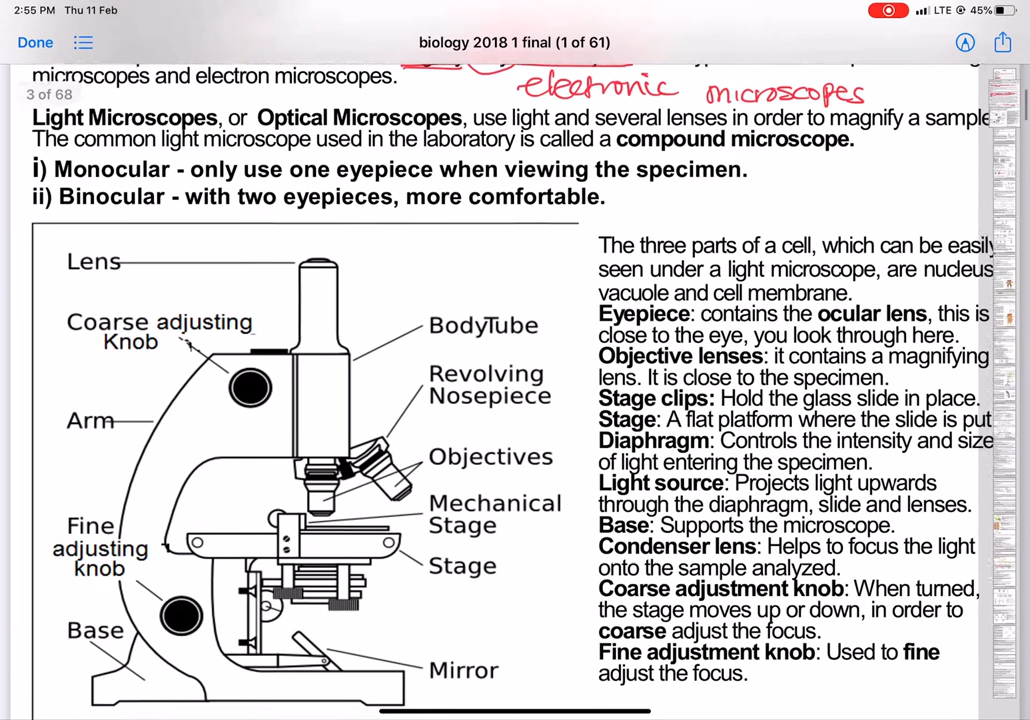 2:55 PM Thu 11 Feb
LTE 45%
Done
biology 2018 1 final (1 of 61)
microscopes and electron microscopes.
electronic microscopes
3 of 68
Light Microscopes, or Optical Microscopes, use light and several lenses in order to magnify a sample
The common light microscope used in the laboratory is called a compound microscope.
i) Monocular - only use one eyepiece when viewing the specimen.
ii) Binocular - with two eyepieces, more comfortable.
Lens
Coarse adjusting
Knob
Arm
Fine
adjusting
knob
Base
BodyTube
Revolving
Nosepiece
Objectives
Mechanical
Stage
Stage
Mirror
The three parts of a cell, which can be easily
seen under a light microscope, are nucleus
vacuole and cell membrane.
Eyepiece: contains the ocular lens, this is
close to the eye, you look through here.
Objective lenses: it contains a magnifying
lens. It is close to the specimen.
Stage clips: Hold the glass slide in place.
Stage: A flat platform where the slide is put
Diaphragm: Controls the intensity and size
of light entering the specimen.
Light source: Projects light upwards
through the diaphragm, slide and lenses.
Base: Supports the microscope.
Condenser lens: Helps to focus the light
onto the sample analyzed.
Coarse adjustment knob: When turned,
the stage moves up or down, in order to
coarse adjust the focus.
Fine adjustment knob: Used to fine
adjust the focus.